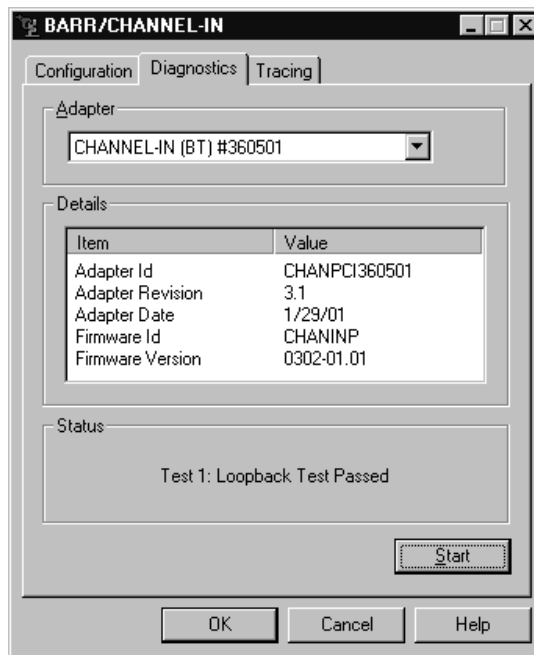 BARR/CHANNEL-IN
Configuration Diagnostics Tracing
Adapter
CHANNEL-IN (BT) #360501
Details
Item Value
Adapter Id CHANPCI360501
Adapter Revision 3.1
Adapter Date 1/29/01
Firmware Id CHANINP
Firmware Version 0302-01.01
Status
Test 1: Loopback Test Passed
Start
OK Cancel Help